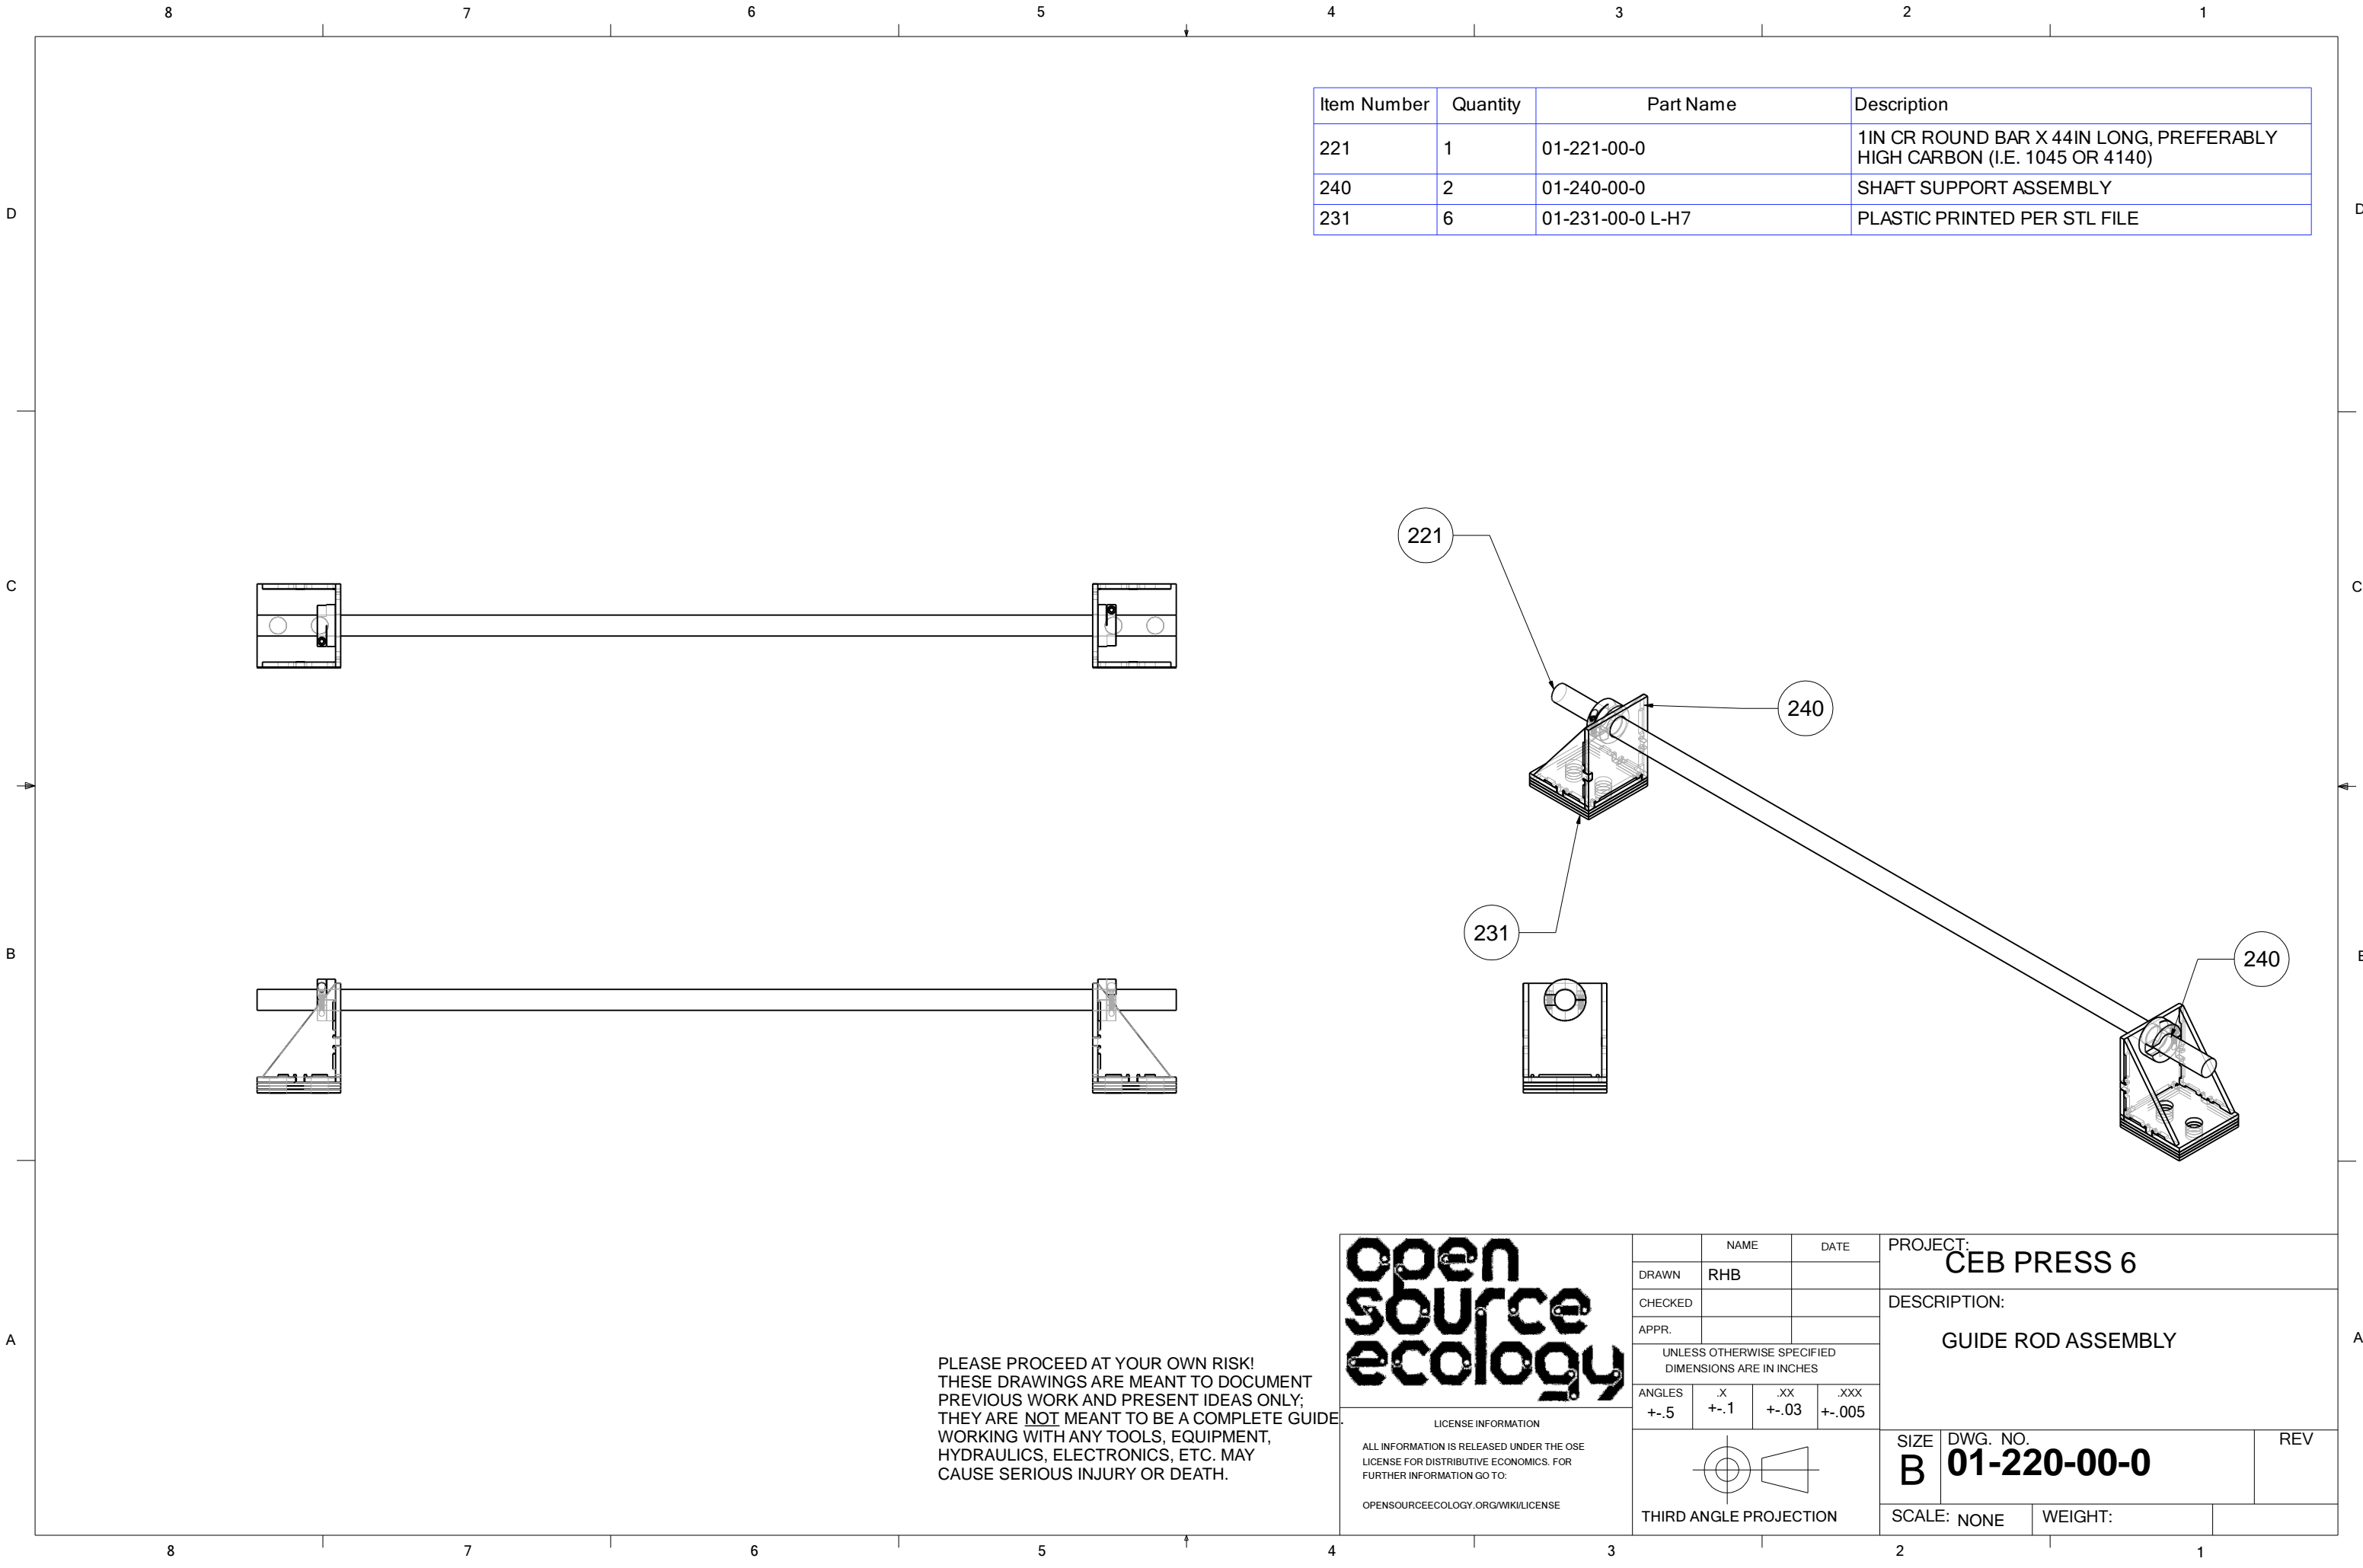 8 7 6 5 4 3 2 1
Item Number Quantity Part Name Description
221 1 01-221-00-0 1IN CR ROUND BAR X 44IN LONG, PREFERABLY
HIGH CARBON (I.E. 1045 OR 4140)
240 2 01-240-00-0 SHAFT SUPPORT ASSEMBLY
231 6 01-231-00-0 L-H7 PLASTIC PRINTED PER STL FILE
D D
221
C C
240
231
B
240
A A
PLEASE PROCEED AT YOUR OWN RISK!
THESE DRAWINGS ARE MEANT TO DOCUMENT
PREVIOUS WORK AND PRESENT IDEAS ONLY;
THEY ARE NOT MEANT TO BE A COMPLETE GUIDE.
WORKING WITH ANY TOOLS, EQUIPMENT,
HYDRAULICS, ELECTRONICS, ETC. MAY
CAUSE SERIOUS INJURY OR DEATH.
open
source
ecology
LICENSE INFORMATION
ALL INFORMATION IS RELEASED UNDER THE OSE
LICENSE FOR DISTRIBUTIVE ECONOMICS. FOR
FURTHER INFORMATION GO TO:
OPENSOURCEECOLOGY.ORG/WIKI/LICENSE
NAME DATE
DRAWN RHB
CHECKED
APPR.
UNLESS OTHERWISE SPECIFIED
DIMENSIONS ARE IN INCHES
ANGLES .X .XX .XXX
+-.5 +-.1 +-.03 +-.005
THIRD ANGLE PROJECTION
PROJECT:
CEB PRESS 6
DESCRIPTION:
GUIDE ROD ASSEMBLY
SIZE DWG. NO. REV
B 01-220-00-0
SCALE: NONE WEIGHT:
8 7 6 5 4 3 2 1